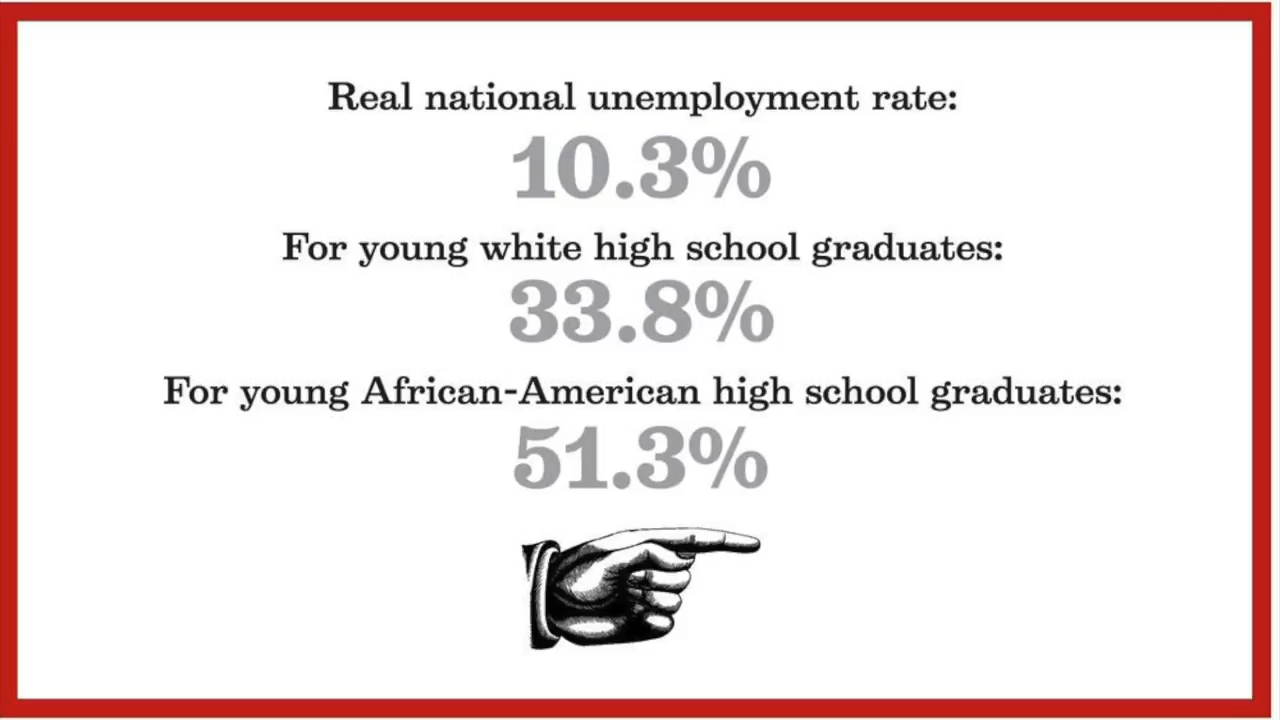 Real national unemployment rate:
10.3%
For young white high school graduates:
33.8%
For young African-American high school graduates:
51.3%